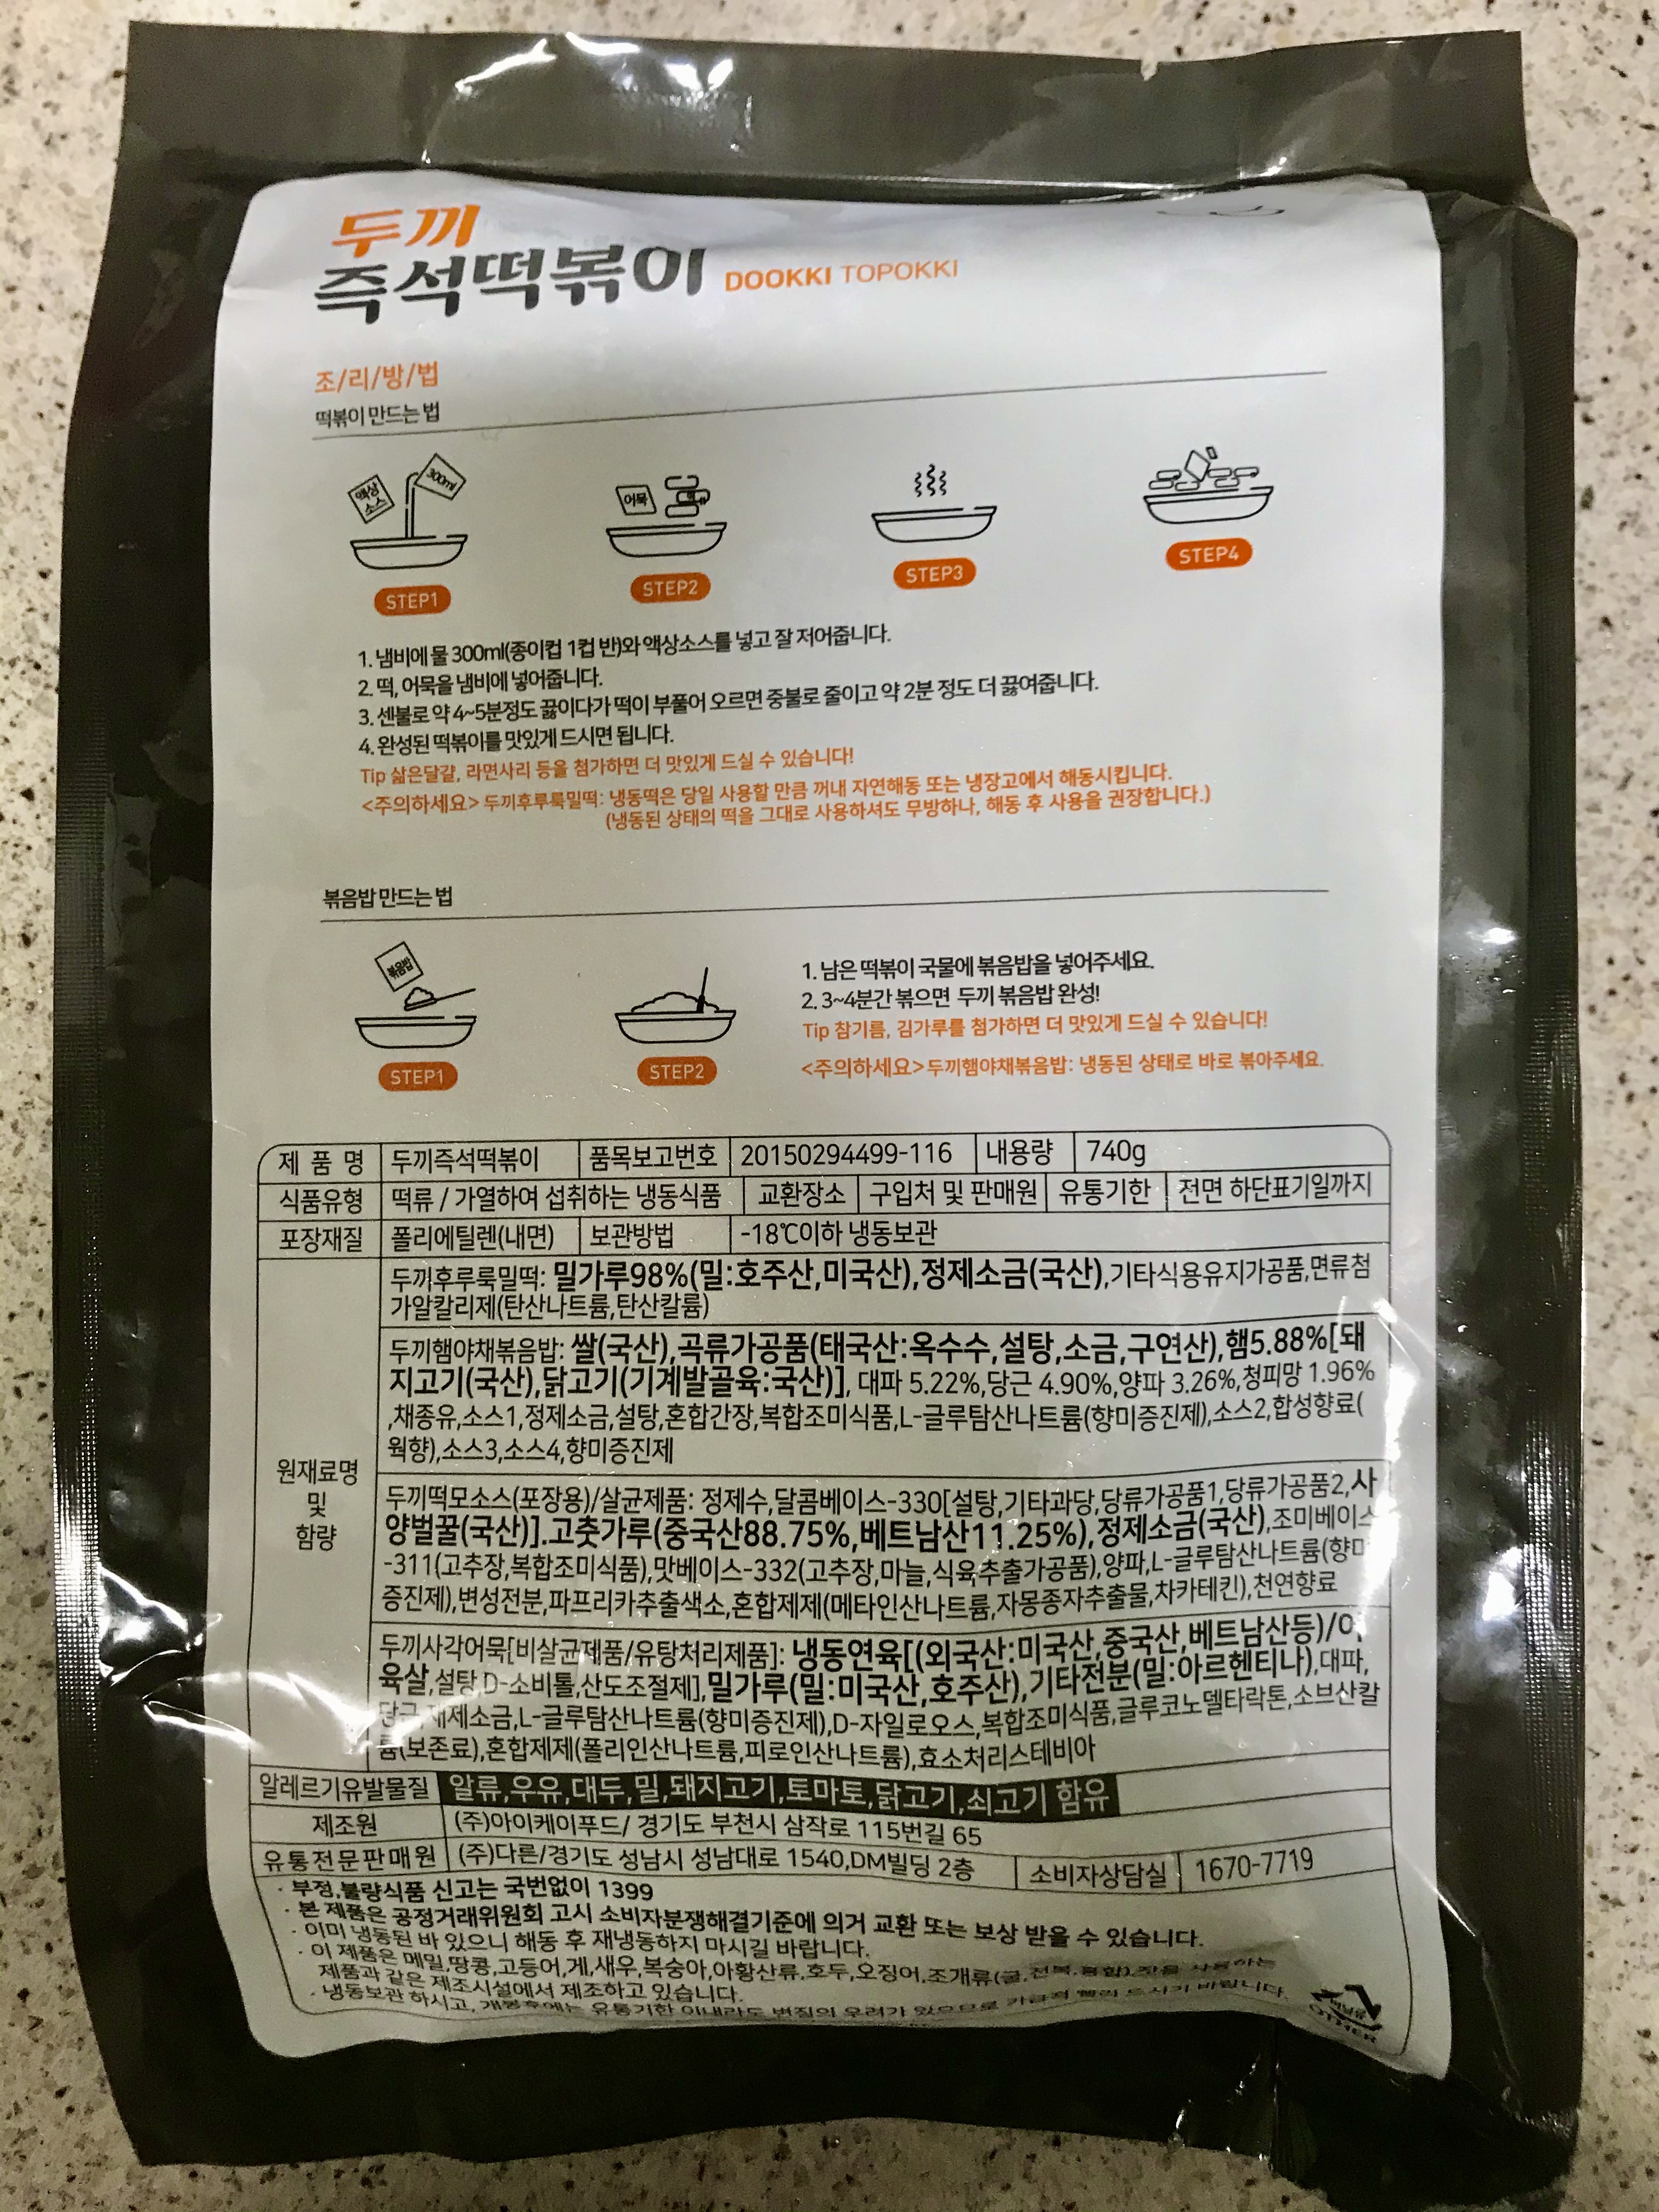 두끼
즉석떡볶이 DOOKKI TOPOKKI
조/리/방/법
떡볶이 만드는 법
액상
소스
300ml
어묵
STEP1
STEP2
STEP3
STEP4
1. 냄비에 물 300ml(종이컵 1컵 반)와 액상소스를 넣고 잘 저어줍니다.
2. 떡, 어묵을 냄비에 넣어줍니다.
3. 센불로 약 4~5분정도 끓이다가 떡이 부풀어 오르면 중불로 줄이고 약 2분 정도 더 끓여줍니다.
4. 완성된 떡볶이를 맛있게 드시면 됩니다.
Tip 삶은달걀, 라면사리 등을 첨가하면 더 맛있게 드실 수 있습니다!
<주의하세요> 두끼후루룩밀떡: 냉동떡은 당일 사용할 만큼 꺼내 자연해동 또는 냉장고에서 해동시킵니다.
(냉동된 상태의 떡을 그대로 사용하셔도 무방하나, 해동 후 사용을 권장합니다.)
볶음밥 만드는 법
볶음밥
STEP1
STEP2
1. 남은 떡볶이 국물에 볶음밥을 넣어주세요.
2. 3~4분간 볶으면 두끼 볶음밥 완성!
Tip 참기름, 김가루를 첨가하면 더 맛있게 드실 수 있습니다!
<주의하세요> 두끼햄야채볶음밥: 냉동된 상태로 바로 볶아주세요.
제 품 명 두끼즉석떡볶이 품목보고번호 20150294499-116 내용량 740g
식품유형 떡류 / 가열하여 섭취하는 냉동식품 교환장소 구입처 및 판매원 유통기한 전면 하단표기일까지
포장재질 폴리에틸렌(내면) 보관방법 -18℃이하 냉동보관
원재료명
및
함량
두끼후루룩밀떡: 밀가루98%(밀:호주산,미국산),정제소금(국산),기타식용유지가공품,면류첨
가알칼리제(탄산나트륨,탄산칼륨)
두끼햄야채볶음밥: 쌀(국산),곡류가공품(태국산:옥수수,설탕,소금,구연산),햄5.88%[돼
지고기(국산),닭고기(기계발골육:국산)], 대파 5.22%,당근 4.90%,양파 3.26%,청피망 1.96%
,채종유,소스1,정제소금,설탕,혼합간장,복합조미식품,L-글루탐산나트륨(향미증진제),소스2,합성향료(
웍향),소스3,소스4,향미증진제
두끼떡모소스(포장용)/살균제품: 정제수,달콤베이스-330[설탕,기타과당,당류가공품1,당류가공품2,사
양벌꿀(국산)].고춧가루(중국산88.75%,베트남산11.25%),정제소금(국산),조미베이스
-311(고추장,복합조미식품),맛베이스-332(고추장,마늘,식육추출가공품),양파,L-글루탐산나트륨(향미
증진제),변성전분,파프리카추출색소,혼합제제(메타인산나트륨,자몽종자추출물,차카테킨),천연향료
두끼사각어묵[비살균제품/유탕처리제품]: 냉동연육[(외국산:미국산,중국산,베트남산등)/어
육살,설탕,D-소비톨,산도조절제],밀가루(밀:미국산,호주산),기타전분(밀:아르헨티나),대파,
당근,재제소금,L-글루탐산나트륨(향미증진제),D-자일로오스,복합조미식품,글루코노델타락톤,소브산칼
륨(보존료),혼합제제(폴리인산나트륨,피로인산나트륨),효소처리스테비아
알레르기유발물질 알류,우유,대두,밀,돼지고기,토마토,닭고기,쇠고기 함유
제조원 (주)아이케이푸드/ 경기도 부천시 삼작로 115번길 65
유통전문판매원 (주)다른/경기도 성남시 성남대로 1540,DM빌딩 2층 소비자상담실 1670-7719
· 부정,불량식품 신고는 국번없이 1399
· 본 제품은 공정거래위원회 고시 소비자분쟁해결기준에 의거 교환 또는 보상 받을 수 있습니다.
· 이미 냉동된 바 있으니 해동 후 재냉동하지 마시길 바랍니다.
· 이 제품은 메밀,땅콩,고등어,게,새우,복숭아,아황산류,호두,오징어,조개류(굴,전복,홍합),잣을 사용하는
제품과 같은 제조시설에서 제조하고 있습니다.
· 냉동보관 하시고, 개봉후에는 유통기한 이내라도 변질의 우려가 있으므로 가급적 빨리 드시기 바랍니다.
비닐류
OTHER